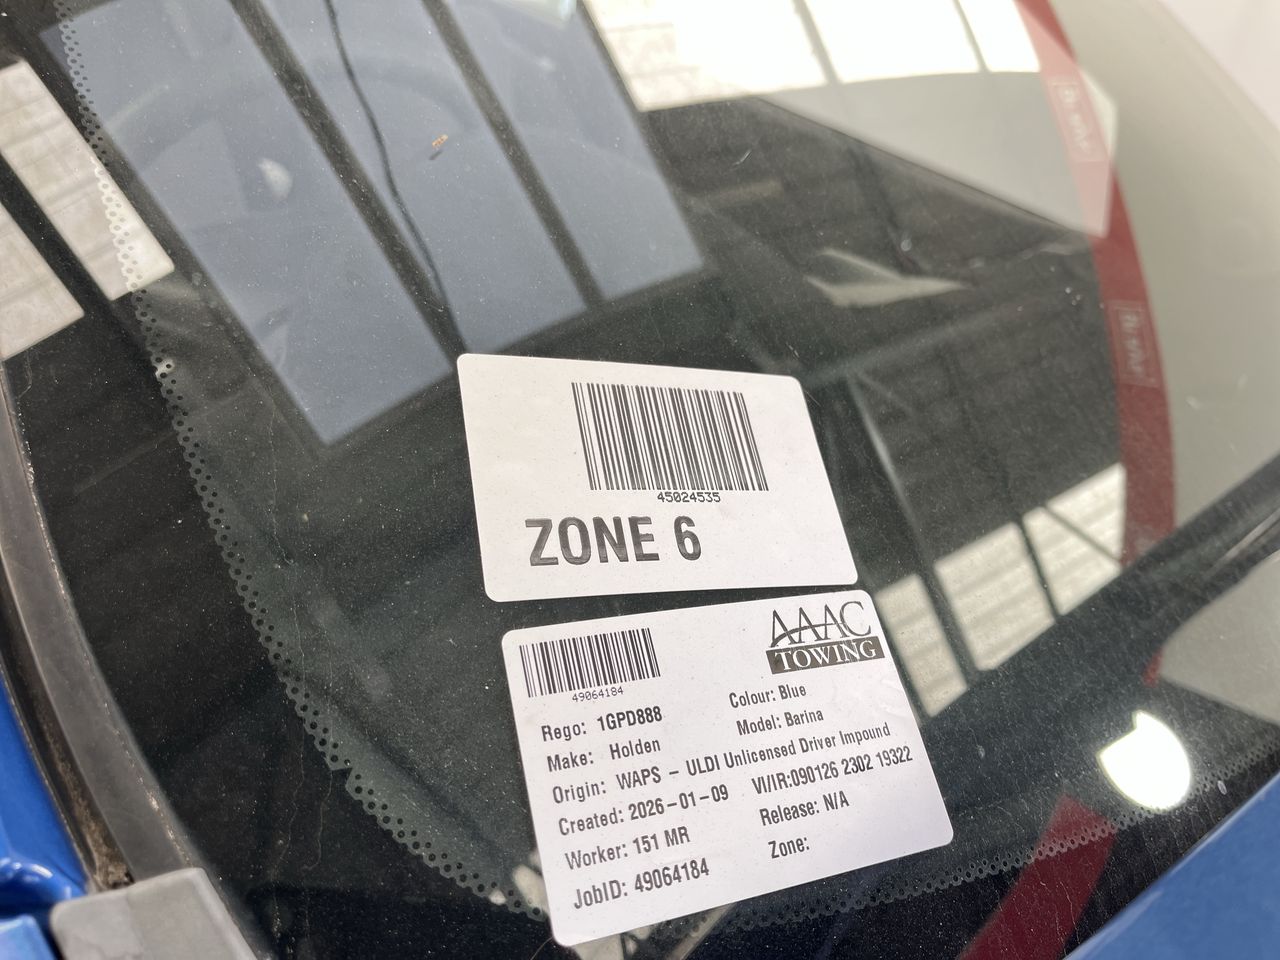 45024535
ZONE 6
49064184
AAAC
TOWING
Rego: 1GPD888
Colour: Blue
Make: Holden
Model: Barina
Origin: WAPS - ULDI Unlicensed Driver Impound
Created: 2026-01-09
VI/IR:090126 2302 19322
Worker: 151 MR
Release: N/A
JobID: 49064184
Zone: